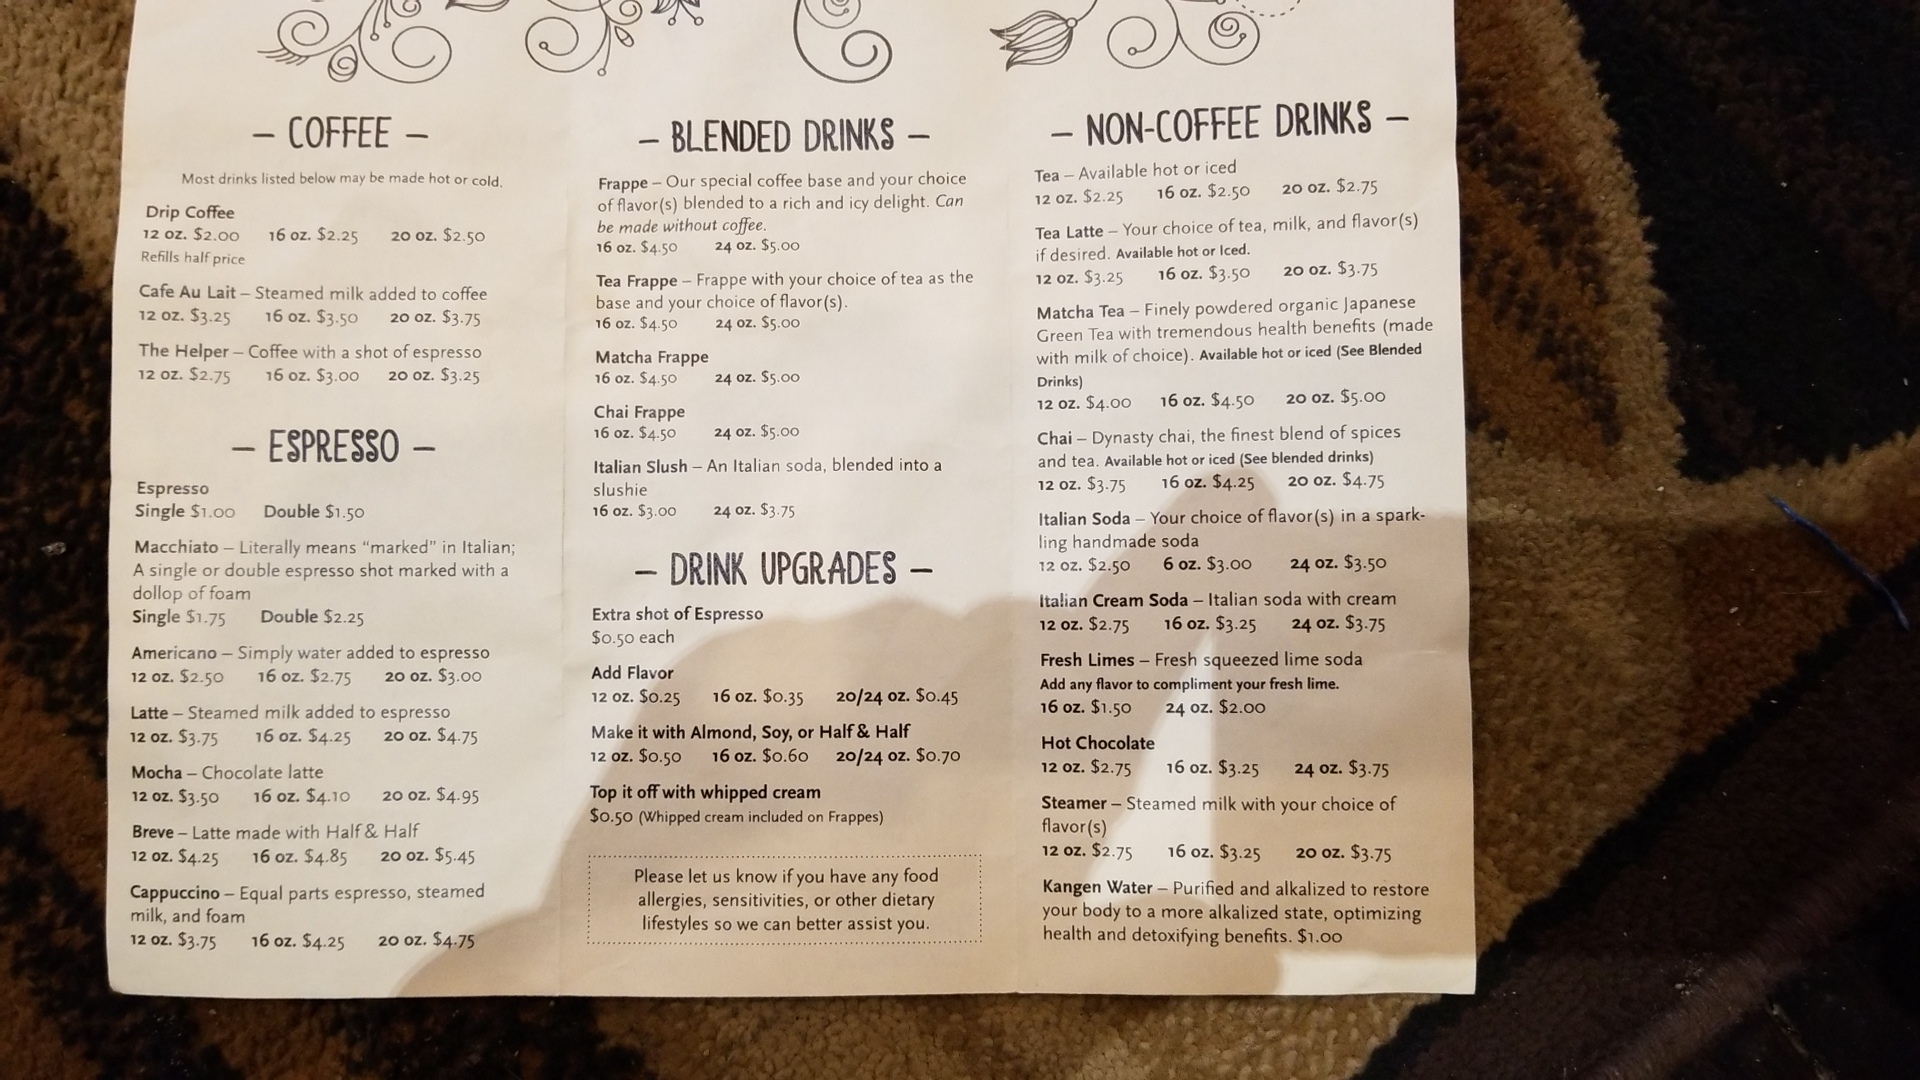 – COFFEE –
Most drinks listed below may be made hot or cold.
Drip Coffee
12 oz. $2.00 16 oz. $2.25 20 oz. $2.50
Refills half price
Cafe Au Lait – Steamed milk added to coffee
12 oz. $3.25 16 oz. $3.50 20 oz. $3.75
The Helper – Coffee with a shot of espresso
12 oz. $2.75 16 oz. $3.00 20 oz. $3.25
– ESPRESSO –
Espresso
Single $1.00 Double $1.50
Macchiato – Literally means “marked” in Italian;
A single or double espresso shot marked with a
dollop of foam
Single $1.75 Double $2.25
Americano – Simply water added to espresso
12 oz. $2.50 16 oz. $2.75 20 oz. $3.00
Latte – Steamed milk added to espresso
12 oz. $3.75 16 oz. $4.25 20 oz. $4.75
Mocha – Chocolate latte
12 oz. $3.50 16 oz. $4.10 20 oz. $4.95
Breve – Latte made with Half & Half
12 oz. $4.25 16 oz. $4.85 20 oz. $5.45
Cappuccino – Equal parts espresso, steamed
milk, and foam
12 oz. $3.75 16 oz. $4.25 20 oz. $4.75
– BLENDED DRINKS –
Frappe – Our special coffee base and your choice
of flavor(s) blended to a rich and icy delight. Can
be made without coffee.
16 oz. $4.50 24 oz. $5.00
Tea Frappe – Frappe with your choice of tea as the
base and your choice of flavor(s).
16 oz. $4.50 24 oz. $5.00
Matcha Frappe
16 oz. $4.50 24 oz. $5.00
Chai Frappe
16 oz. $4.50 24 oz. $5.00
Italian Slush – An Italian soda, blended into a
slushie
16 oz. $3.00 24 oz. $3.75
– DRINK UPGRADES –
Extra shot of Espresso
$0.50 each
Add Flavor
12 oz. $0.25 16 oz. $0.35 20/24 oz. $0.45
Make it with Almond, Soy, or Half & Half
12 oz. $0.50 16 oz. $0.60 20/24 oz. $0.70
Top it off with whipped cream
$0.50 (Whipped cream included on Frappes)
Please let us know if you have any food
allergies, sensitivities, or other dietary
lifestyles so we can better assist you.
– NON-COFFEE DRINKS –
Tea – Available hot or iced
12 oz. $2.25 16 oz. $2.50 20 oz. $2.75
Tea Latte – Your choice of tea, milk, and flavor(s)
if desired. Available hot or Iced.
12 oz. $3.25 16 oz. $3.50 20 oz. $3.75
Matcha Tea – Finely powdered organic Japanese
Green Tea with tremendous health benefits (made
with milk of choice). Available hot or iced (See Blended
Drinks)
12 oz. $4.00 16 oz. $4.50 20 oz. $5.00
Chai – Dynasty chai, the finest blend of spices
and tea. Available hot or iced (See blended drinks)
12 oz. $3.75 16 oz. $4.25 20 oz. $4.75
Italian Soda – Your choice of flavor(s) in a spark-
ling handmade soda
12 oz. $2.50 6 oz. $3.00 24 oz. $3.50
Italian Cream Soda – Italian soda with cream
12 oz. $2.75 16 oz. $3.25 24 oz. $3.75
Fresh Limes – Fresh squeezed lime soda
Add any flavor to compliment your fresh lime.
16 oz. $1.50 24 oz. $2.00
Hot Chocolate
12 oz. $2.75 16 oz. $3.25 24 oz. $3.75
Steamer – Steamed milk with your choice of
flavor(s)
12 oz. $2.75 16 oz. $3.25 20 oz. $3.75
Kangen Water – Purified and alkalized to restore
your body to a more alkalized state, optimizing
health and detoxifying benefits. $1.00